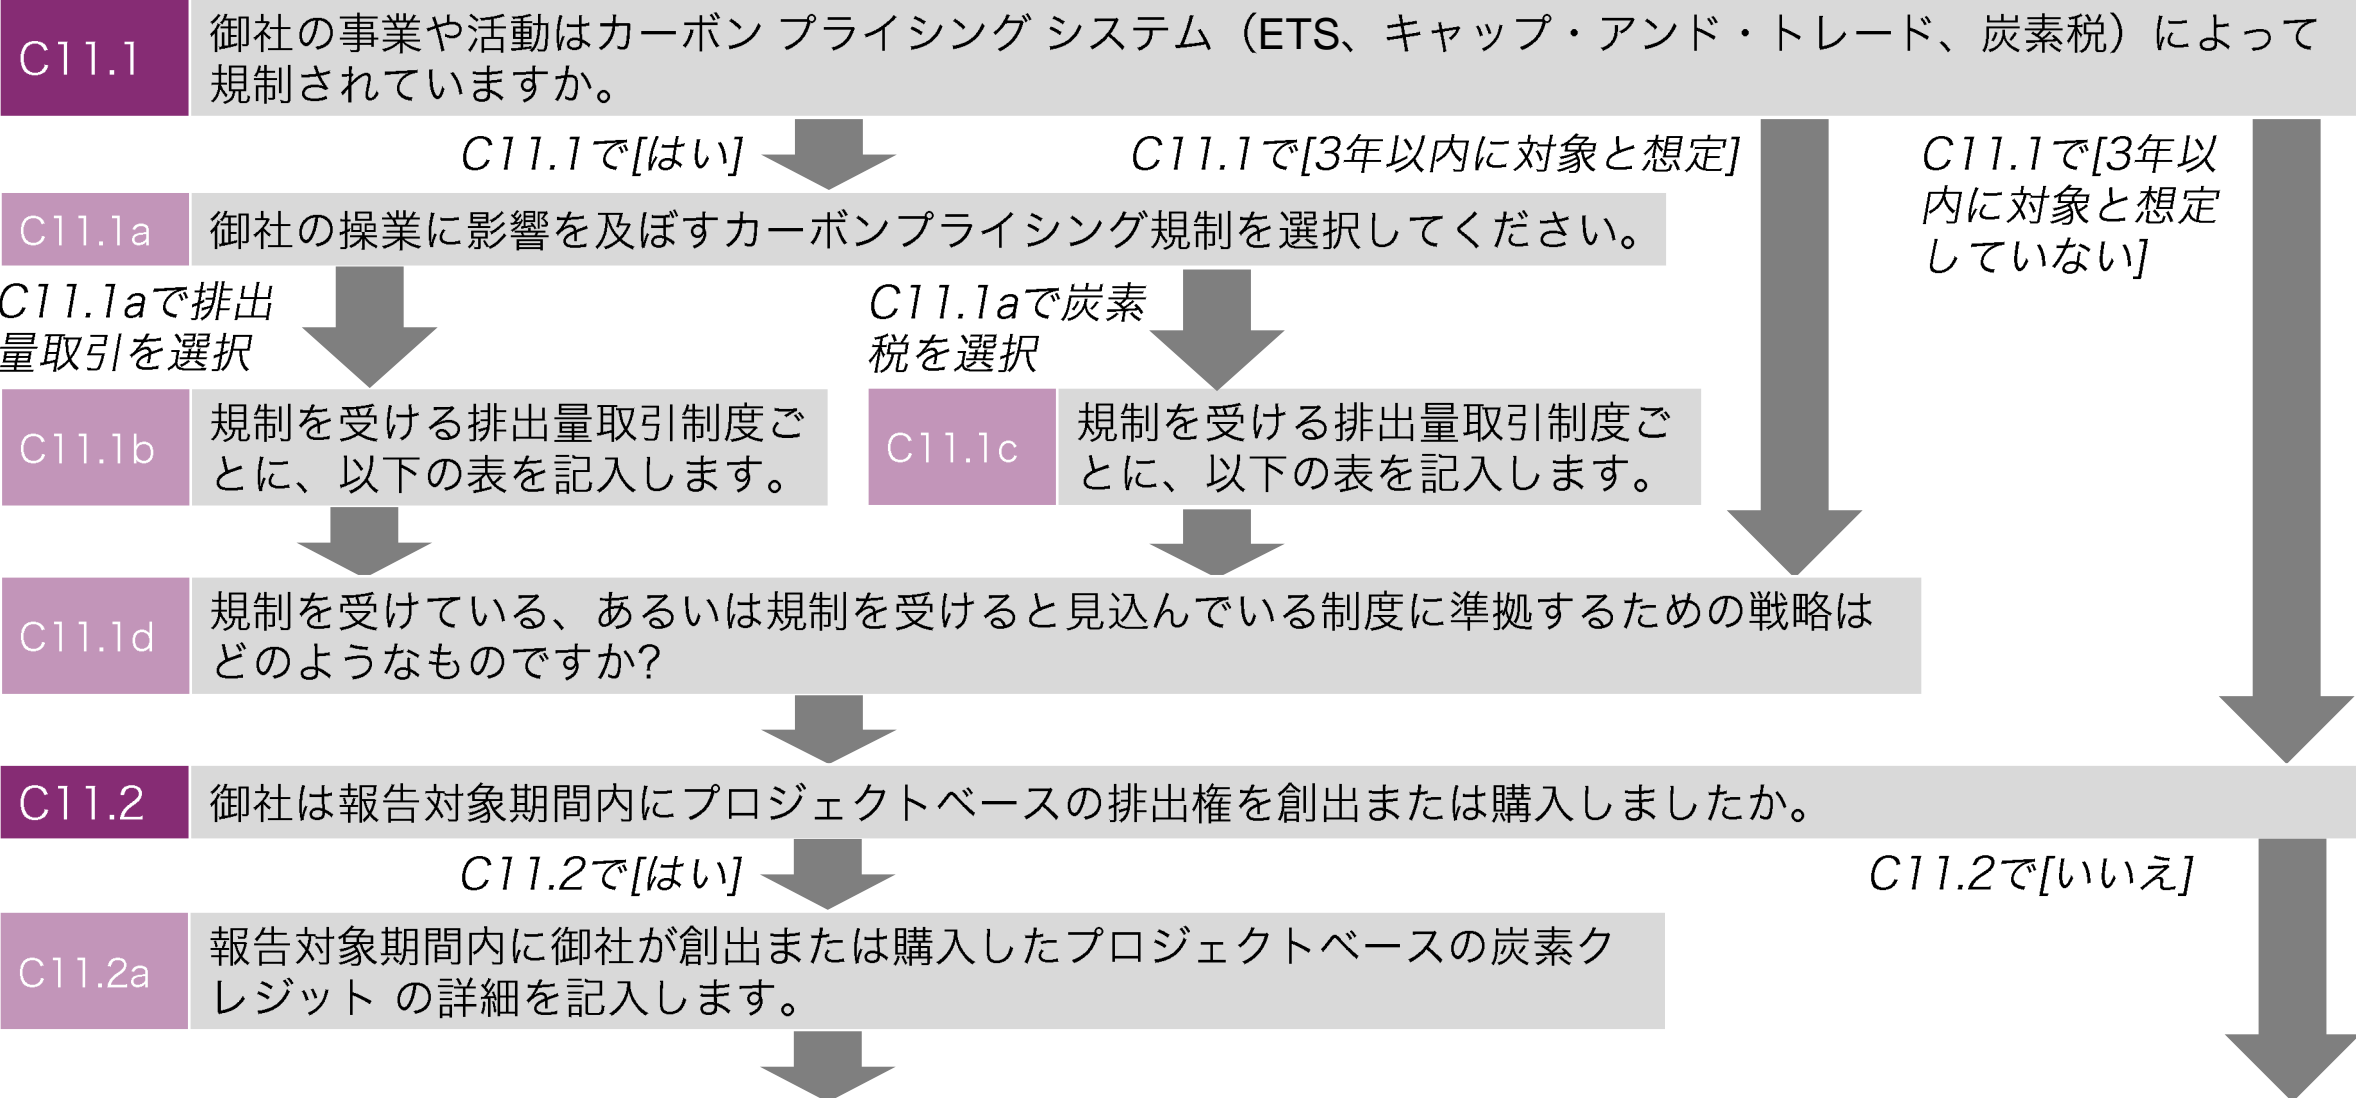 C11.1
御社の事業や活動はカーボン プライシング システム（ETS、キャップ・アンド・トレード、炭素税）によって
規制されていますか。
C11.1で[はい]
C11.1で[3年以内に対象と想定]
C11.1で[3年以
内に対象と想定
していない]
C11.1a
御社の操業に影響を及ぼすカーボンプライシング規制を選択してください。
C11.1aで排出
量取引を選択
C11.1aで炭素
税を選択
C11.1b
規制を受ける排出量取引制度ご
とに、以下の表を記入します。
C11.1c
規制を受ける排出量取引制度ご
とに、以下の表を記入します。
C11.1d
規制を受けている、あるいは規制を受けると見込んでいる制度に準拠するための戦略は
どのようなものですか?
C11.2
御社は報告対象期間内にプロジェクトベースの排出権を創出または購入しましたか。
C11.2で[はい]
C11.2で[いいえ]
C11.2a
報告対象期間内に御社が創出または購入したプロジェクトベースの炭素ク
レジット の詳細を記入します。